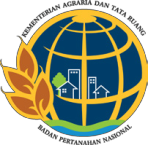 KEMENTERIAN AGRARIA DAN TATA RUANG
BADAN PERTANAHAN NASIONAL